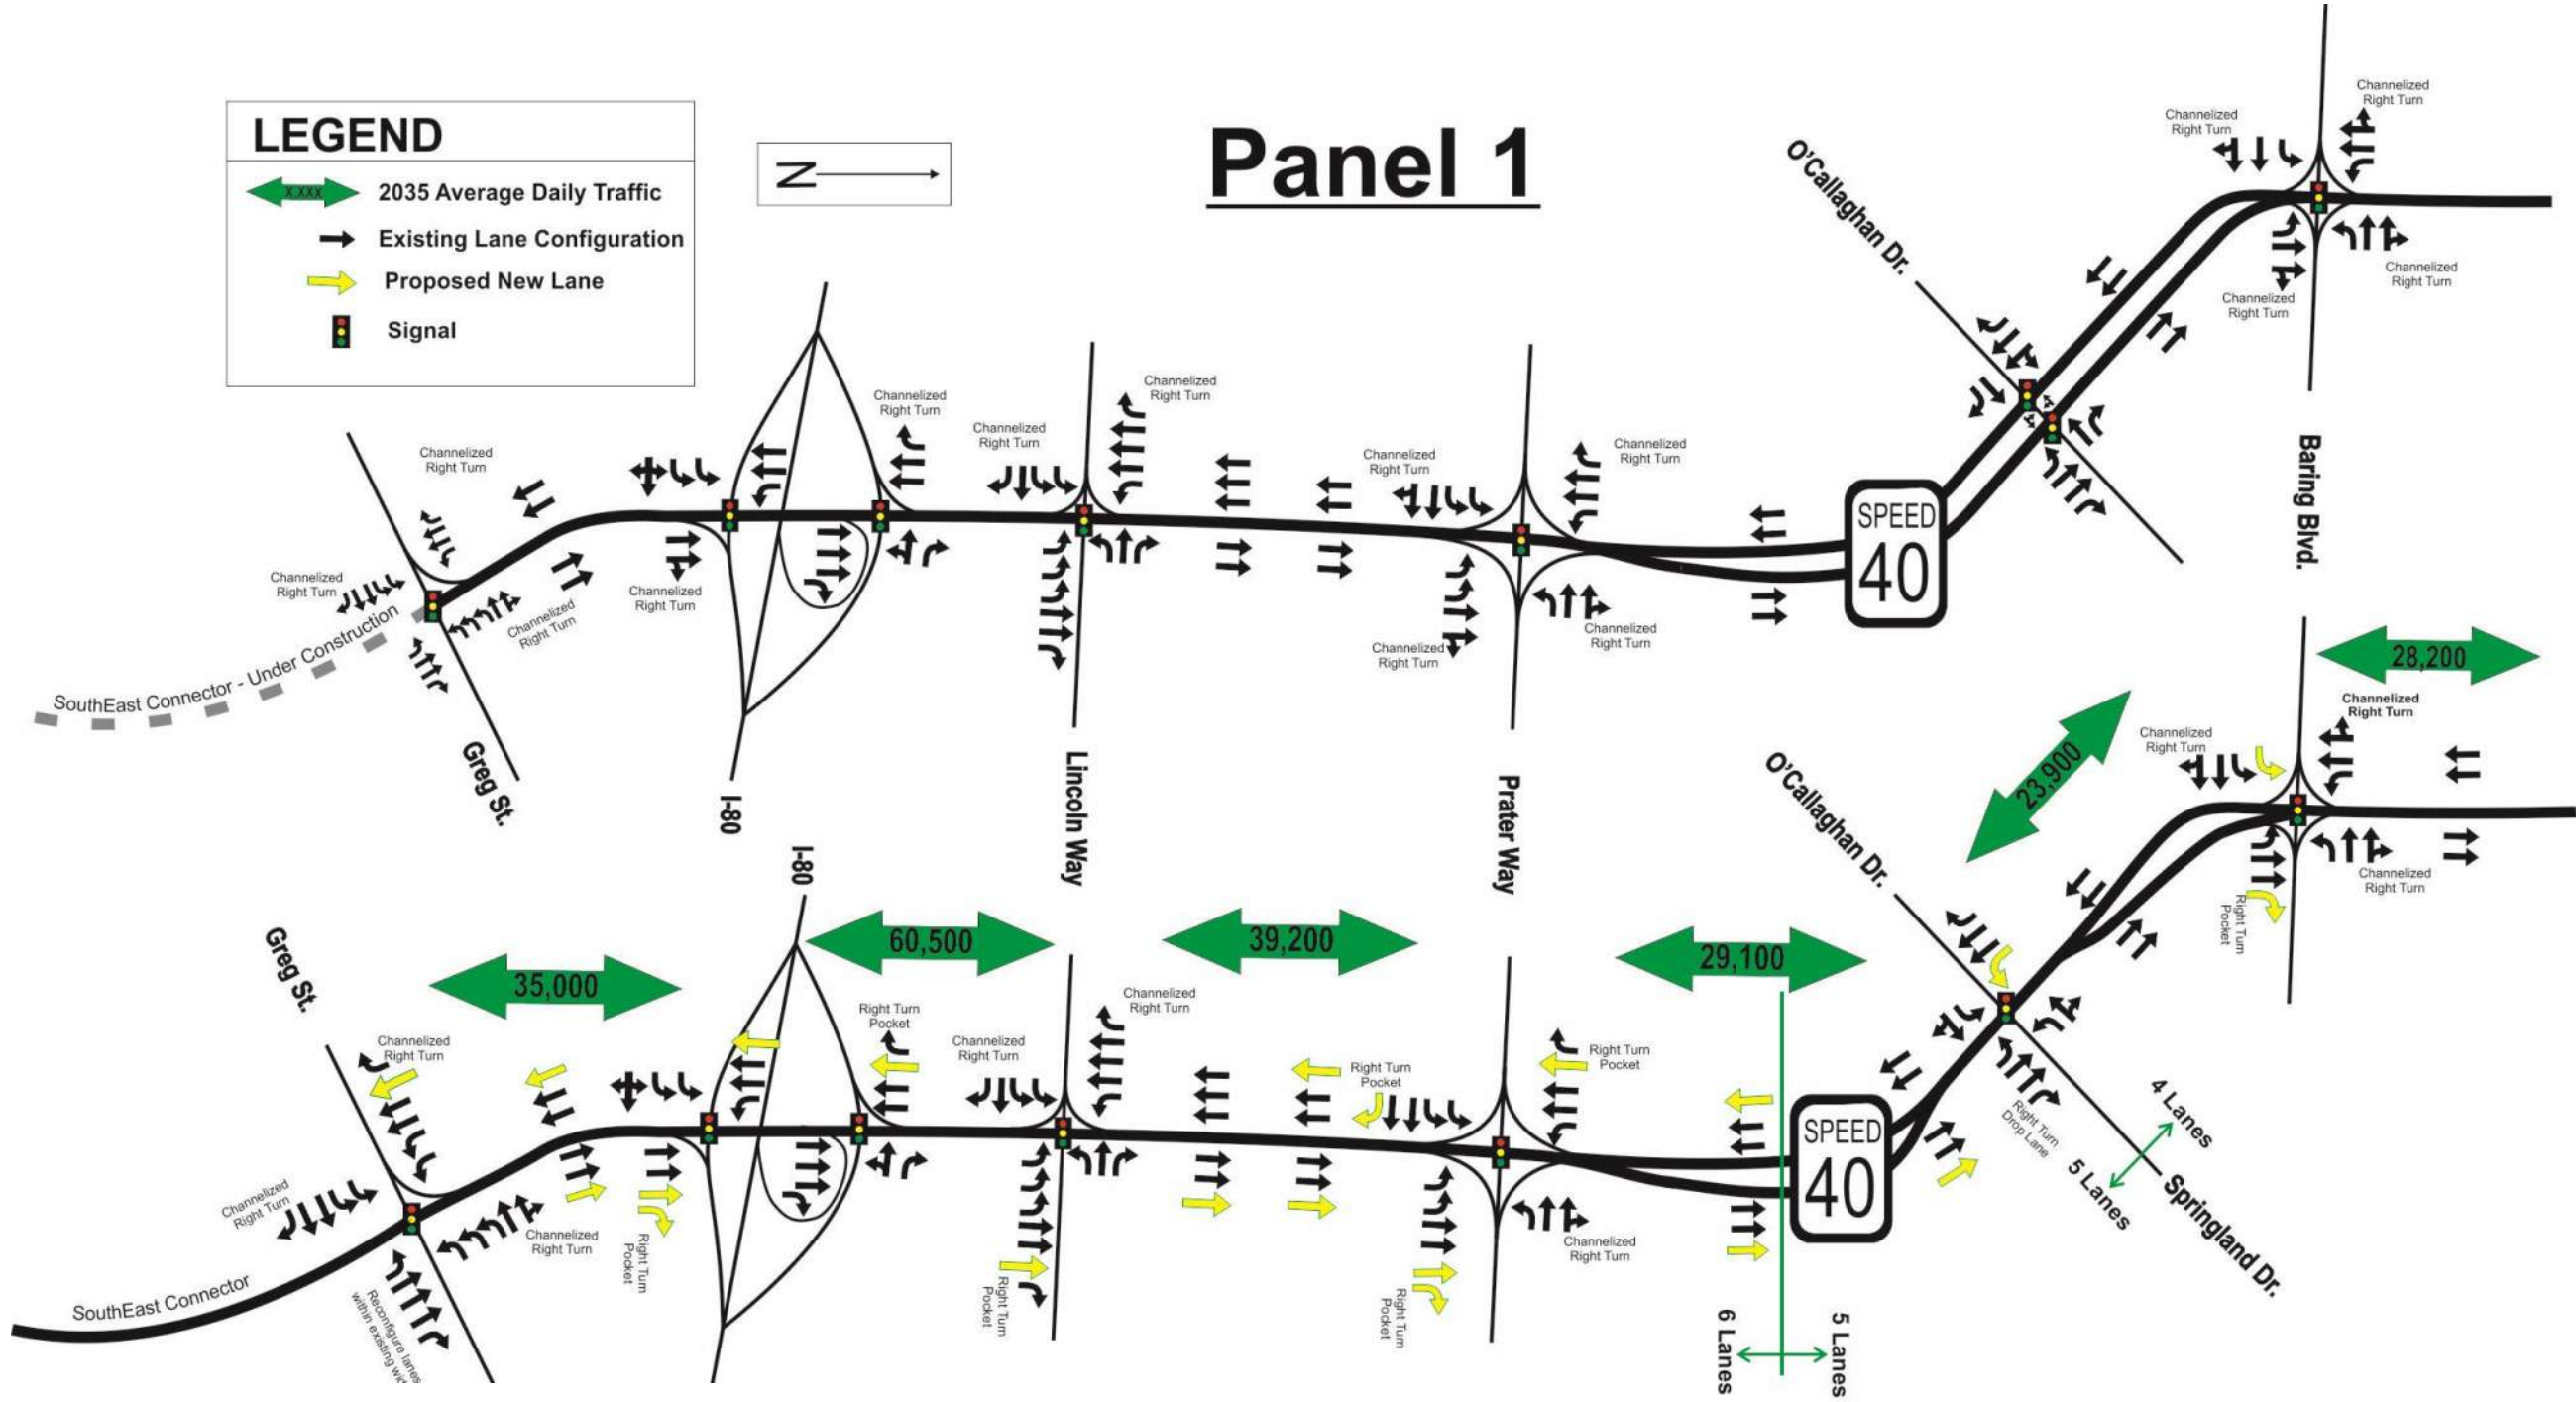 Panel 1
LEGEND
X,XXX
2035 Average Daily Traffic
Existing Lane Configuration
Proposed New Lane
Signal
N
Channelized
Right Turn
Channelized
Right Turn
O'Callaghan Dr.
Channelized
Right Turn
Channelized
Right Turn
Baring Blvd.
Channelized
Right Turn
Channelized
Right Turn
Channelized
Right Turn
Channelized
Right Turn
Channelized
Right Turn
Channelized
Right Turn
Channelized
Right Turn
Channelized
Right Turn
Channelized
Right Turn
Channelized
Right Turn
Channelized
Right Turn
Channelized
Right Turn
SPEED
40
SouthEast Connector - Under Construction
Greg St.
I-80
Lincoln Way
Prater Way
28,200
Channelized
Right Turn
Channelized
Right Turn
23,900
O'Callaghan Dr.
Channelized
Right Turn
Right Turn
Pocket
I-80
Greg St.
35,000
60,500
39,200
29,100
Channelized
Right Turn
Right Turn
Pocket
Channelized
Right Turn
Channelized
Right Turn
Right Turn
Pocket
Right Turn
Pocket
SPEED
40
Right Turn
Drop Lane
4 Lanes
5 Lanes
Springland Dr.
Channelized
Right Turn
Channelized
Right Turn
Right Turn
Pocket
Right Turn
Pocket
Right Turn
Pocket
Channelized
Right Turn
SouthEast Connector
Reconfigure lanes
within existing
6 Lanes
5 Lanes